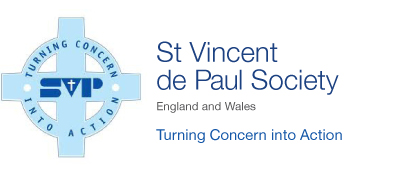 TURNING CONCERN
SVP
INTO ACTION
St Vincent
de Paul Society
England and Wales
Turning Concern into Action